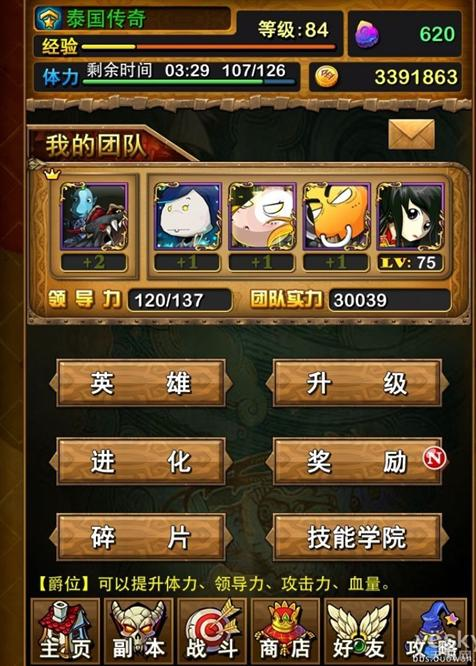 泰国传奇
等级:84
620
经验
体力
剩余时间 03:29 107/126
3391863
我的团队
+2
+1
+1
+1
LV: 75
领导力 120/137
团队实力 30039
英雄
升级
进化
奖励
N
碎片
技能学院
【爵位】可以提升体力、领导力、攻击力、血量。
主页
副本
战斗
商店
好友
攻略